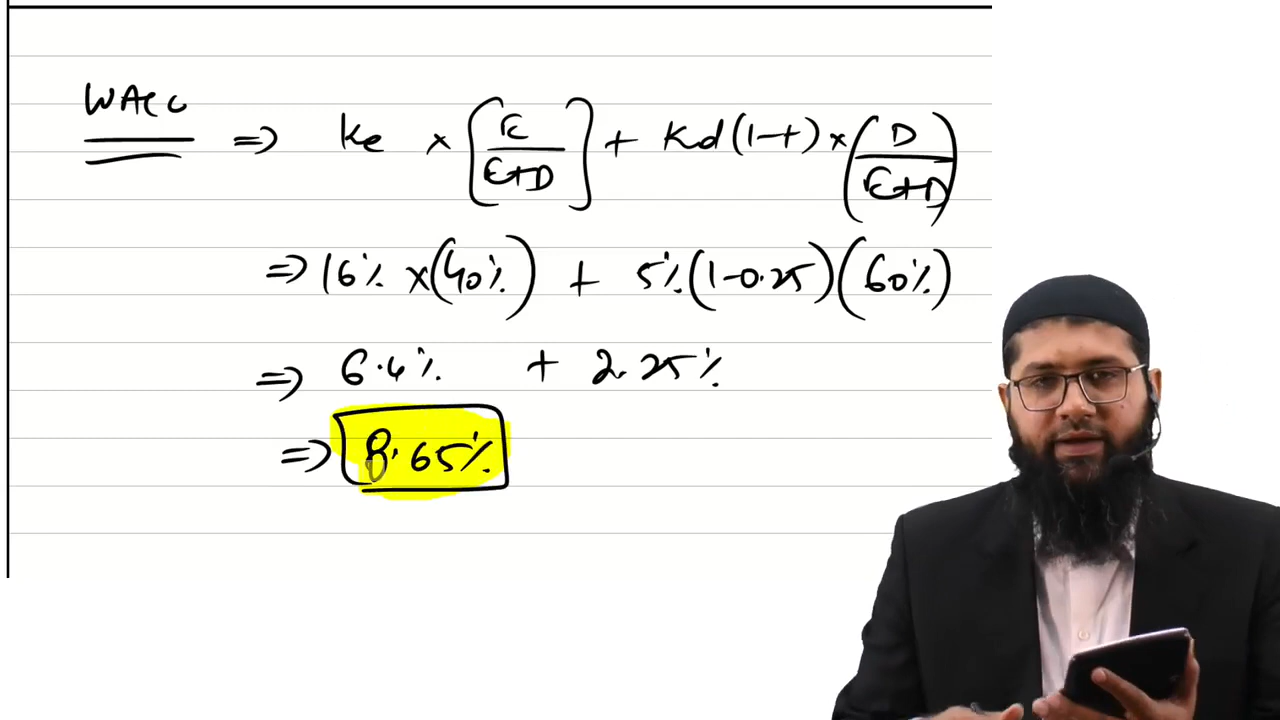 WACC => Ke × [E/(E+D)] + Kd(1-t) × (D/(E+D))
=> 16% × (40%) + 5% (1-0.25) (60%)
=> 6.4% + 2.25%
=> 8.65%